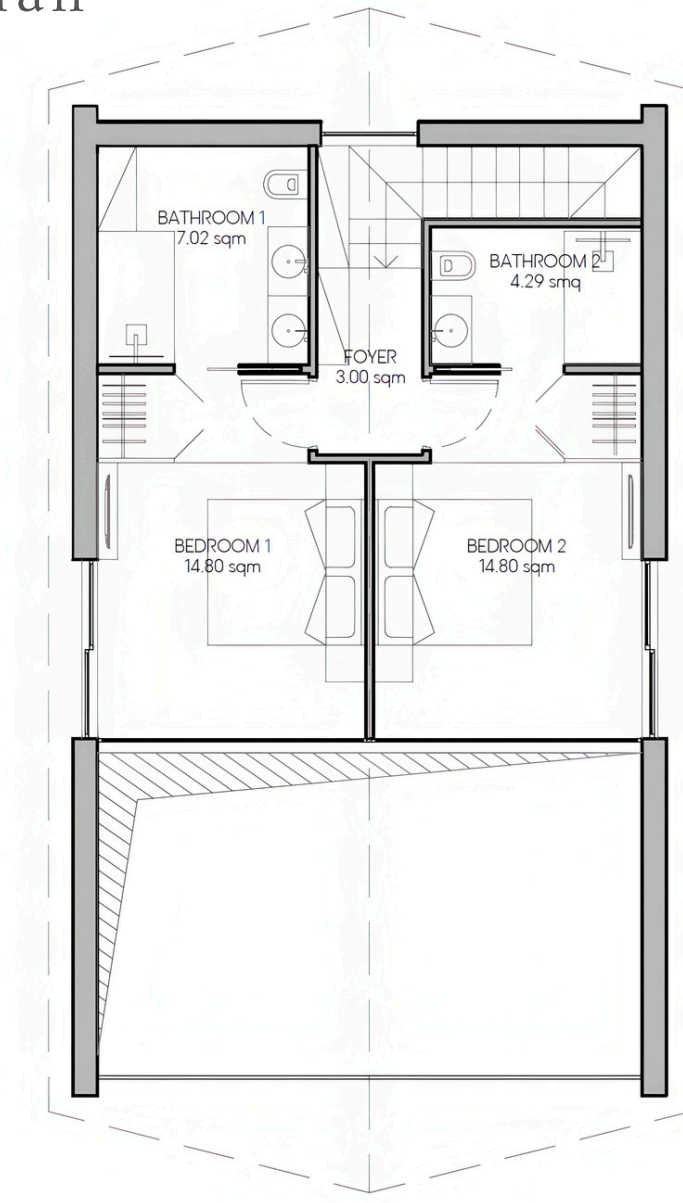 BATHROOM 1
7.02 sqm
BATHROOM 2
4.29 smq
FOYER
3.00 sqm
BEDROOM 1
14.80 sqm
BEDROOM 2
14.80 sqm